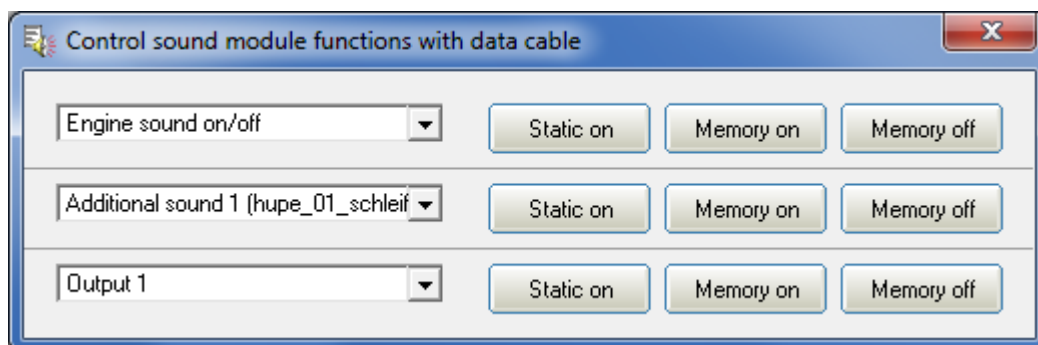 Control sound module functions with data cable
Engine sound on/off Static on Memory on Memory off
Additional sound 1 (hupe_01_schleif Static on Memory on Memory off
Output 1 Static on Memory on Memory off